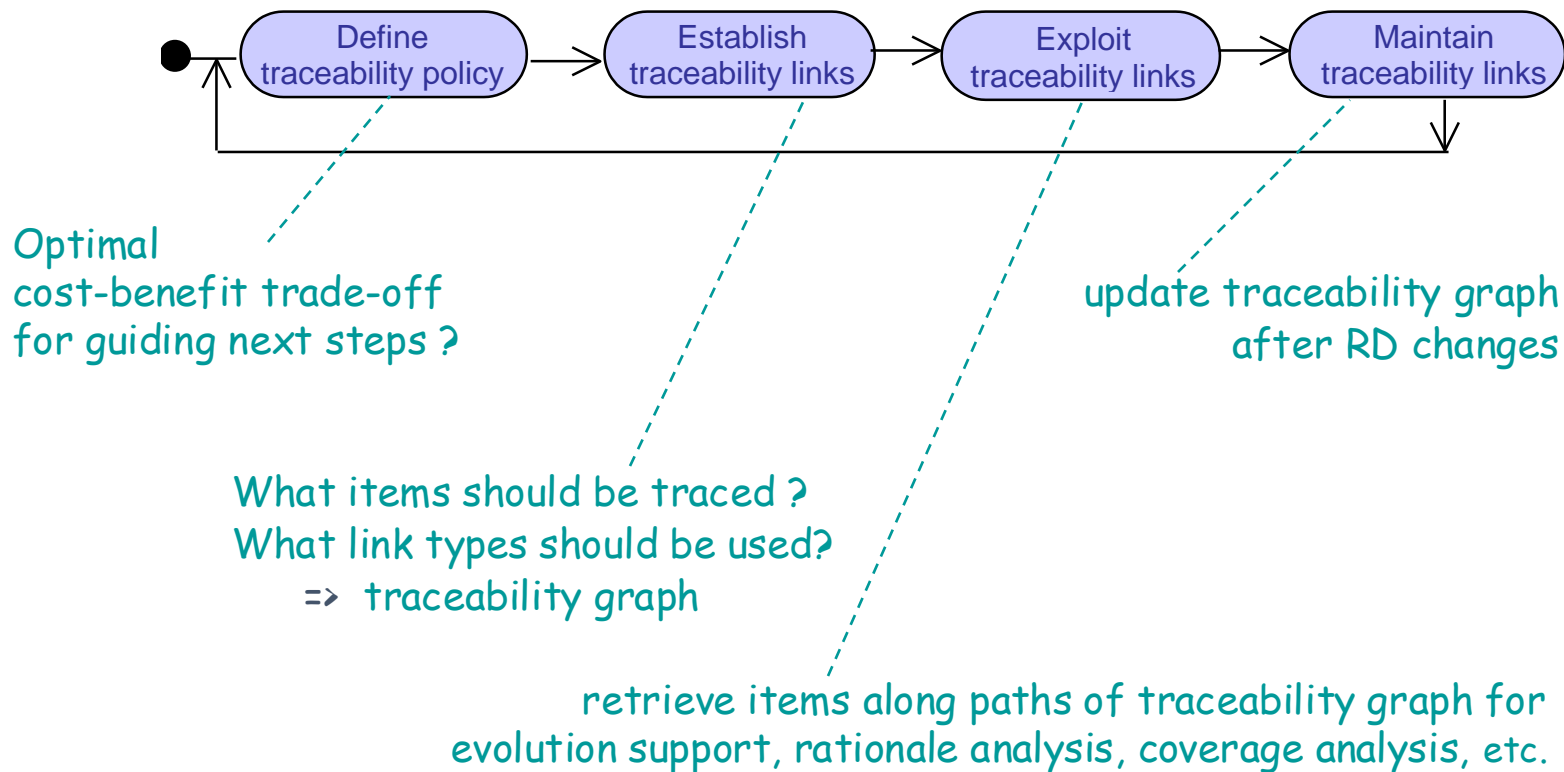 Define
traceability policy
Establish
traceability links
Exploit
traceability links
Maintain
traceability links
Optimal
cost-benefit trade-off
for guiding next steps ?
update traceability graph
after RD changes
What items should be traced ?
What link types should be used?
=> traceability graph
retrieve items along paths of traceability graph for
evolution support, rationale analysis, coverage analysis, etc.